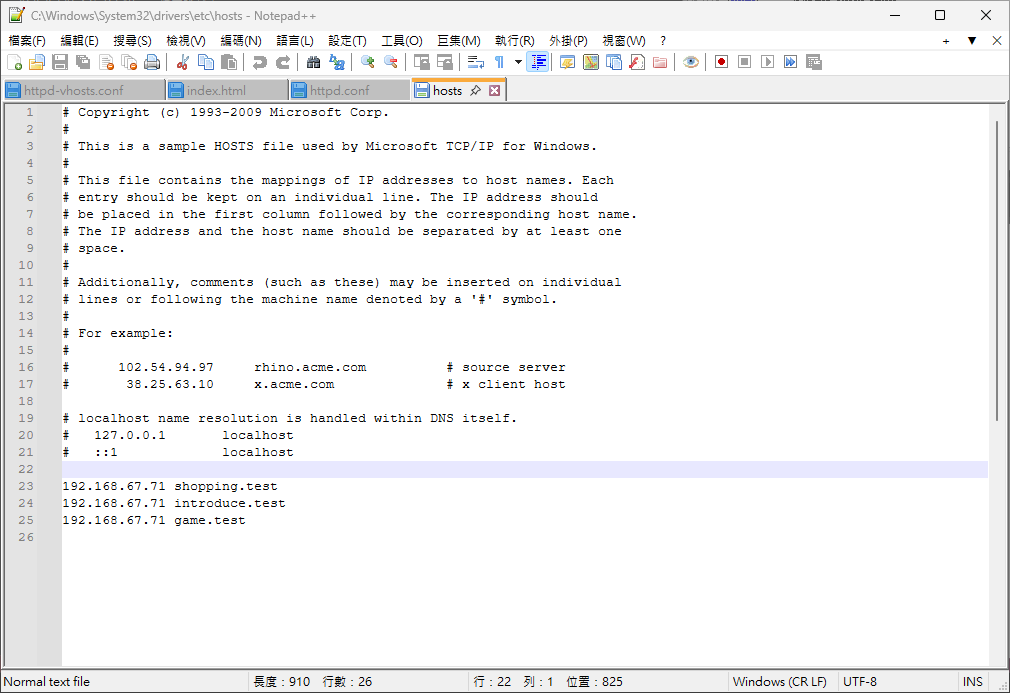 C:\Windows\System32\drivers\etc\hosts - Notepad++
檔案(F) 編輯(E) 搜尋(S) 檢視(V) 編碼(N) 語言(L) 設定(T) 工具(O) 巨集(M) 執行(R) 外掛(P) 視窗(W) ?
httpd-vhosts.conf index.html httpd.conf hosts
1 # Copyright (c) 1993-2009 Microsoft Corp.
2 #
3 # This is a sample HOSTS file used by Microsoft TCP/IP for Windows.
4 #
5 # This file contains the mappings of IP addresses to host names. Each
6 # entry should be kept on an individual line. The IP address should
7 # be placed in the first column followed by the corresponding host name.
8 # The IP address and the host name should be separated by at least one
9 # space.
10 #
11 # Additionally, comments (such as these) may be inserted on individual
12 # lines or following the machine name denoted by a '#' symbol.
13 #
14 # For example:
15 #
16 #      102.54.94.97     rhino.acme.com          # source server
17 #       38.25.63.10     x.acme.com              # x client host
18
19 # localhost name resolution is handled within DNS itself.
20 #   127.0.0.1       localhost
21 #   ::1             localhost
22
23 192.168.67.71 shopping.test
24 192.168.67.71 introduce.test
25 192.168.67.71 game.test
26
Normal text file 長度：910 行數：26 行：22 列：1 位置：825 Windows (CR LF) UTF-8 INS